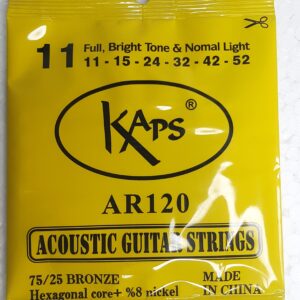 11 Full, Bright Tone & Nomal Light
11 - 15 - 24 - 32 - 42 - 52
KAPS ®
AR120
ACOUSTIC GUITAR STRINGS
75/25 BRONZE MADE
Hexagonal core+ %8 nickel IN CHINA